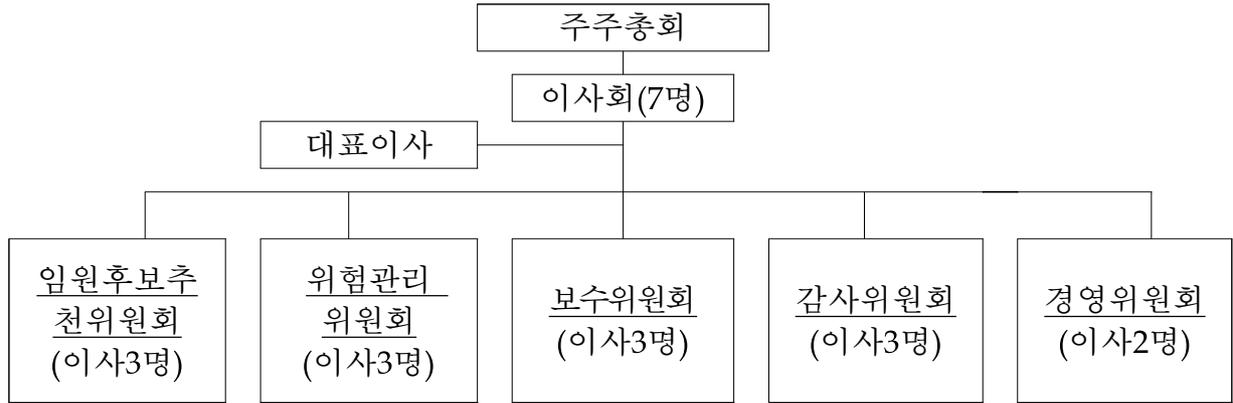 주주총회
이사회(7명)
대표이사
임원후보추
천위원회
(이사3명)
위험관리
위원회
(이사3명)
보수위원회
(이사3명)
감사위원회
(이사3명)
경영위원회
(이사2명)